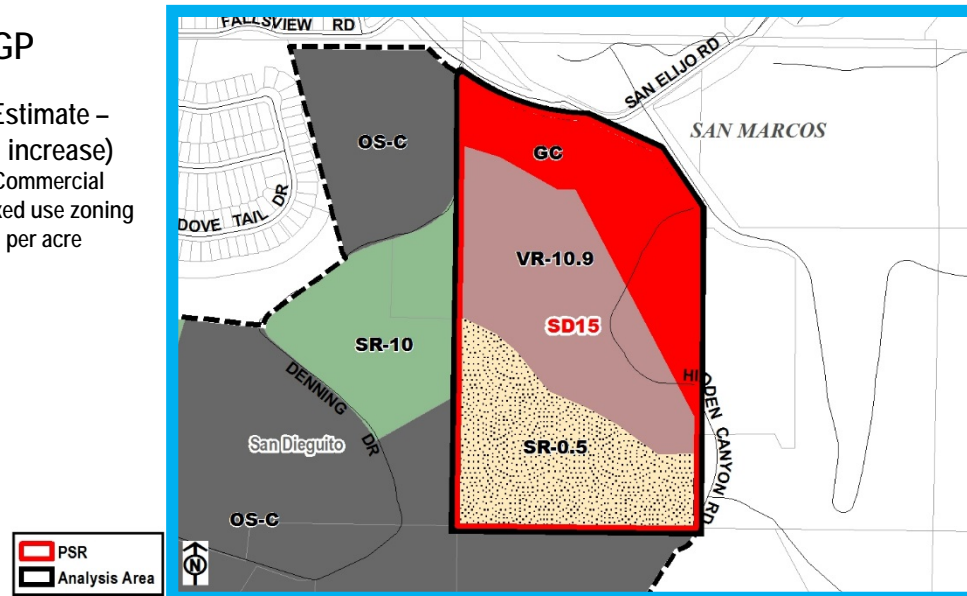 GP
Estimate –
increase)
Commercial
xed use zoning
per acre
FALLSVIEW RD
SAN ELIJO RD
SAN MARCOS
OS-C
GC
DOVE TAIL DR
VR-10.9
SD15
SR-10
HIDDEN CANYON RD
DENNING DR
San Dieguito
SR-0.5
OS-C
PSR
Analysis Area
N